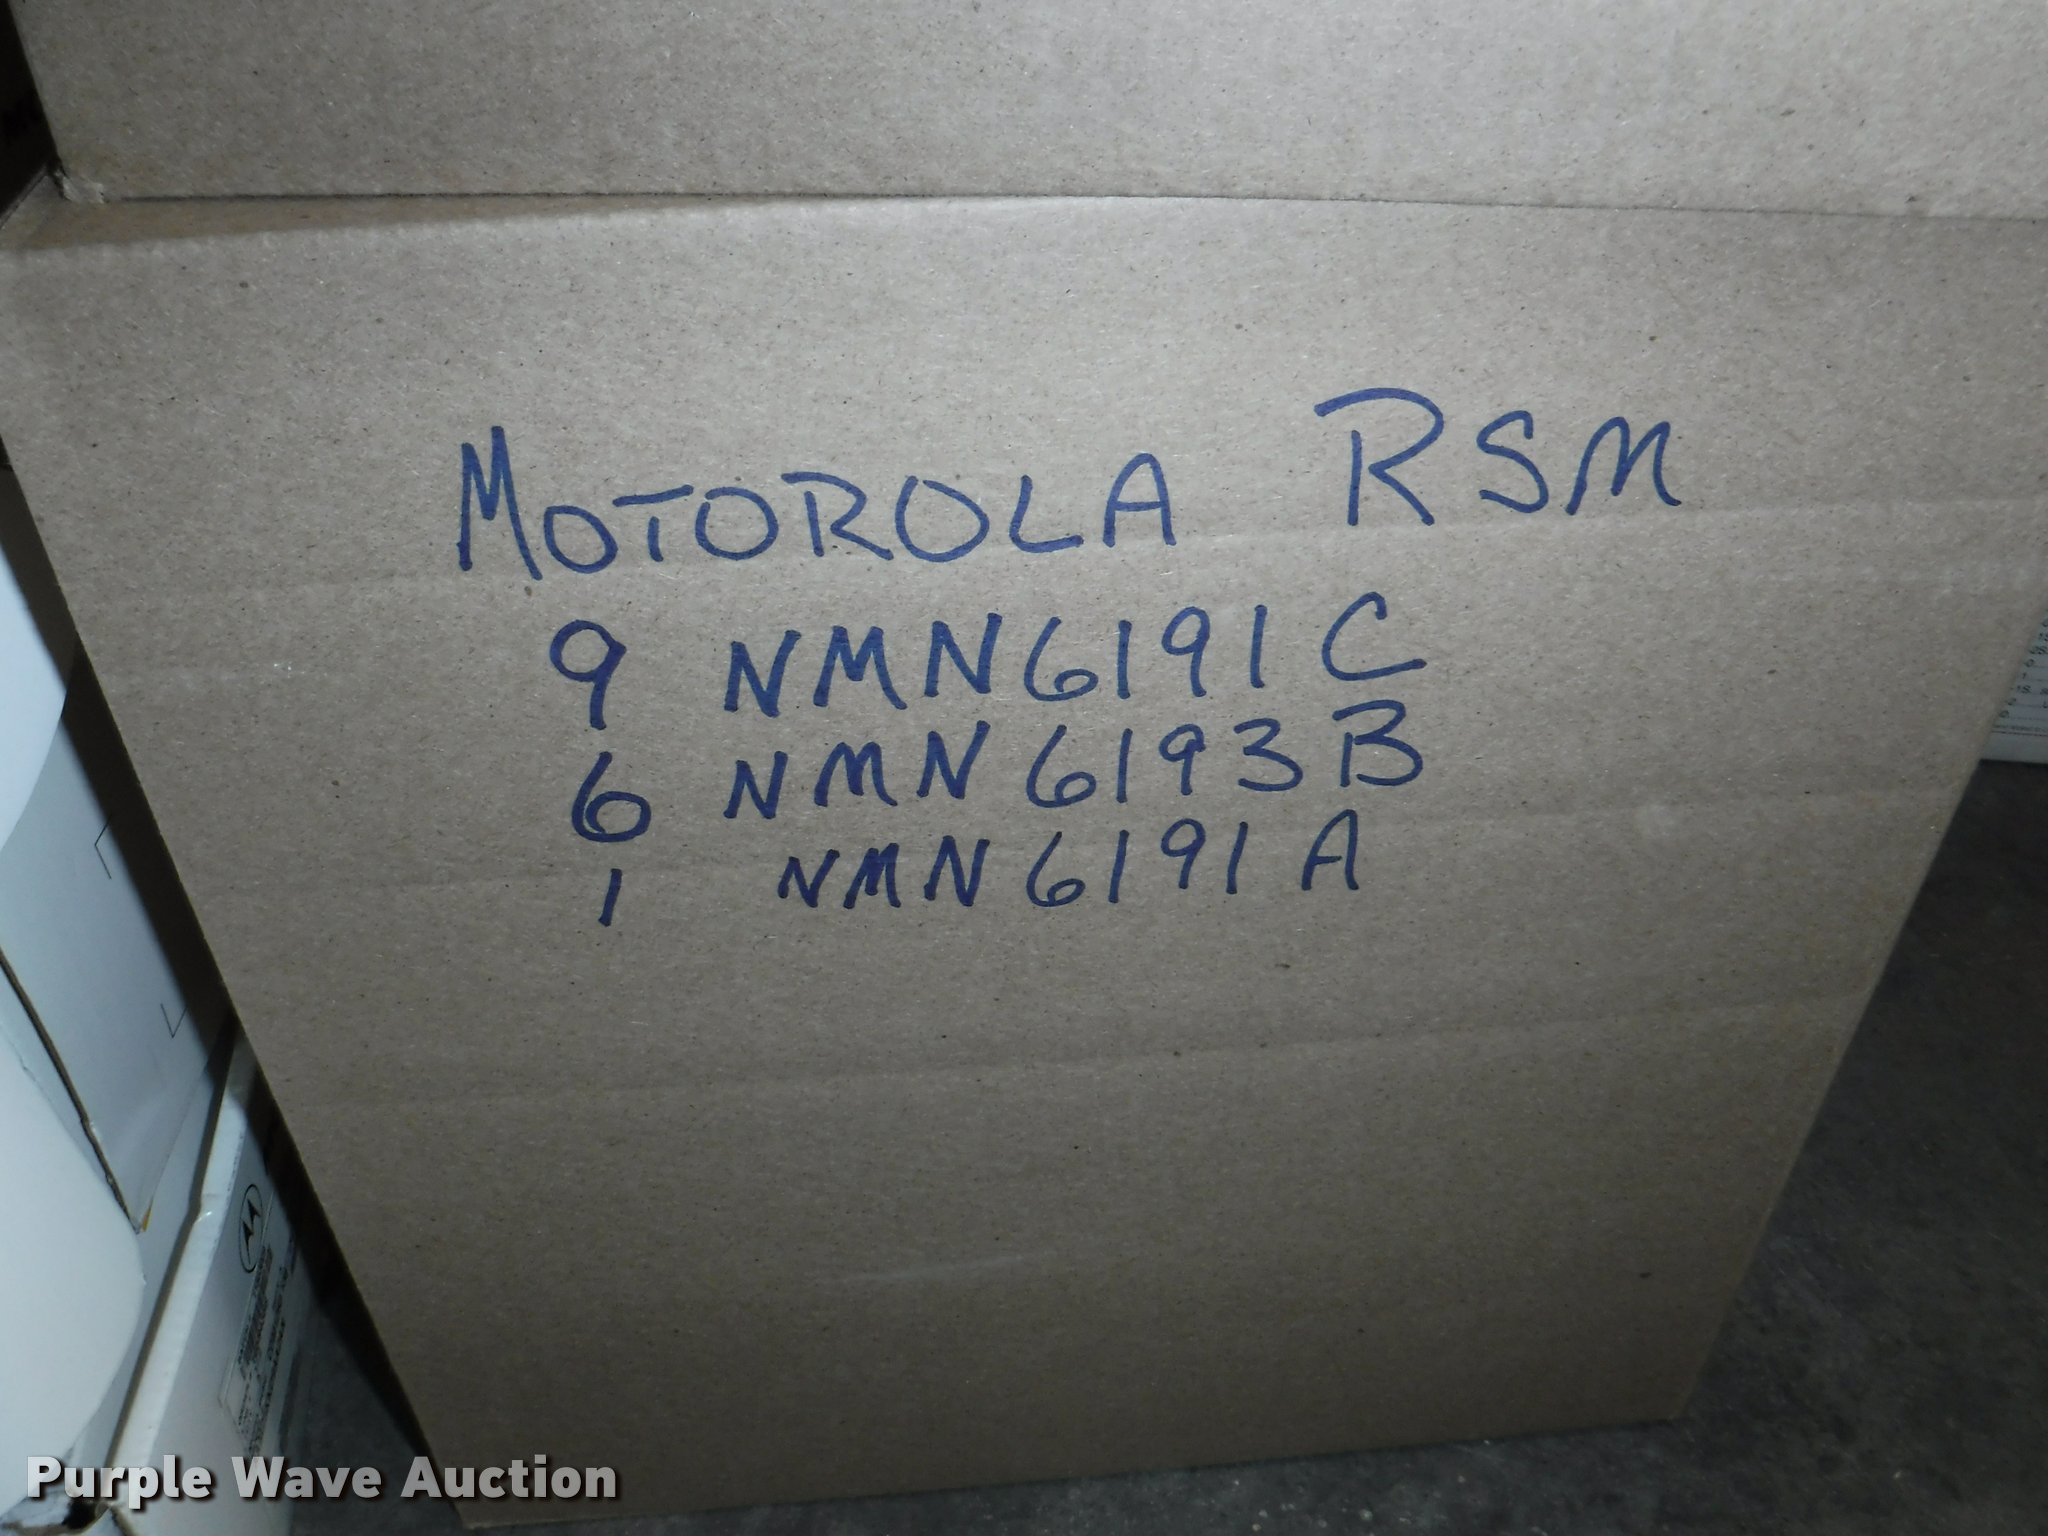 MOTOROLA RSM
9 NMN6191C
6 NMN6193B
1 NMN6191A
Purple Wave Auction